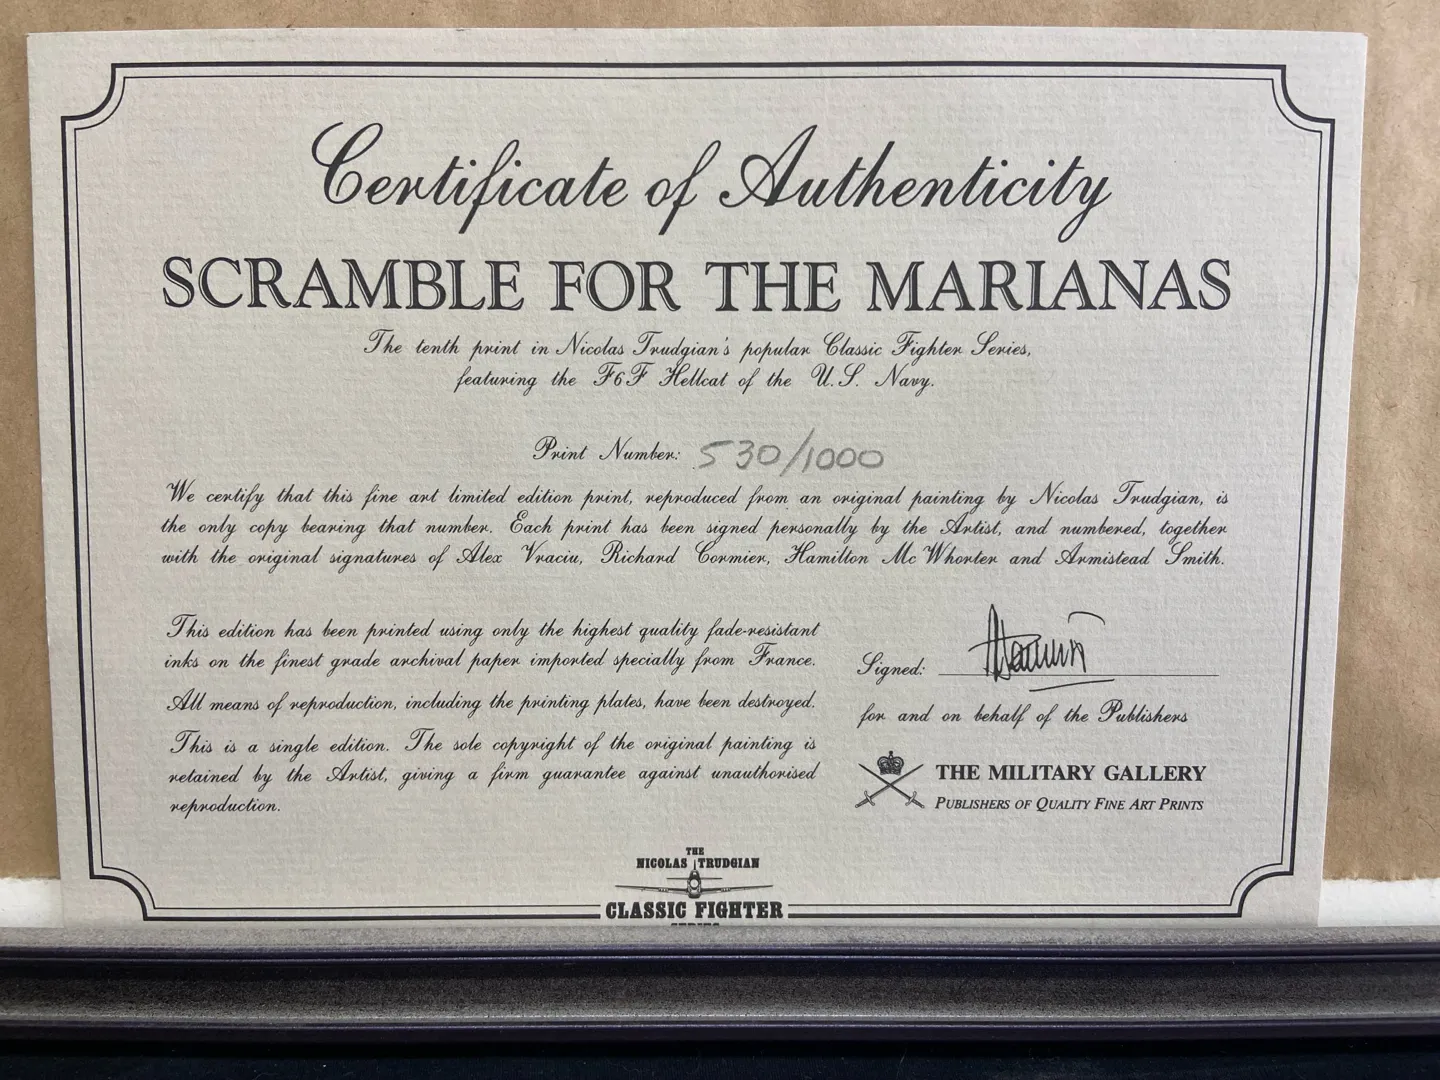 Certificate of Authenticity
SCRAMBLE FOR THE MARIANAS
The tenth print in Nicolas Trudgian's popular Classic Fighter Series,
featuring the F6F Hellcat of the U.S. Navy.
Print Number: 530/1000
We certify that this fine art limited edition print, reproduced from an original painting by Nicolas Trudgian, is
the only copy bearing that number. Each print has been signed personally by the Artist, and numbered, together
with the original signatures of Alex Vraciu, Richard Cormier, Hamilton Mc Whorter and Armistead Smith.
This edition has been printed using only the highest quality fade-resistant
inks on the finest grade archival paper imported specially from France.
All means of reproduction, including the printing plates, have been destroyed.
This is a single edition. The sole copyright of the original painting is
retained by the Artist, giving a firm guarantee against unauthorised
reproduction.
Signed:
for and on behalf of the Publishers
THE MILITARY GALLERY
PUBLISHERS OF QUALITY FINE ART PRINTS
THE
NICOLAS TRUDGIAN
CLASSIC FIGHTER